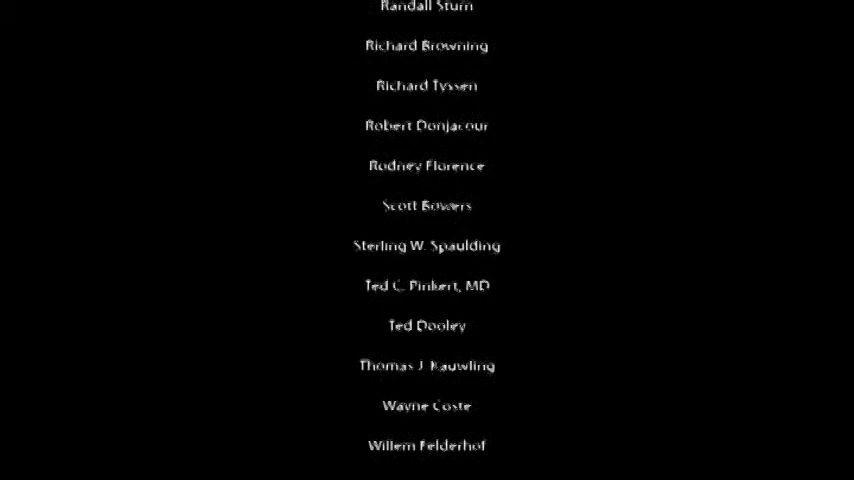 Randall Sturn
Richard Browning
Richard Tyssen
Robert Donjacour
Rodney Florence
Scott Bowers
Sterling W. Spaulding
Ted C. Pinkert, MD
Ted Dooley
Thomas J.
Wayne Coste
Willem Felderhof